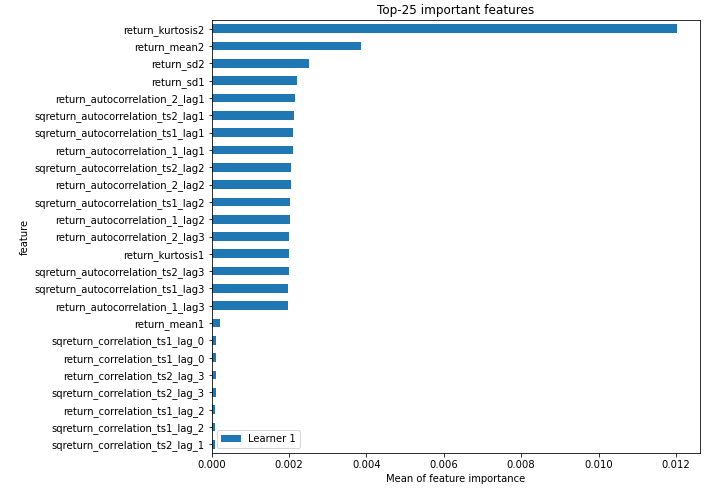 Top-25 important features
return_kurtosis2
return_mean2
return_sd2
return_sd1
return_autocorrelation_2_lag1
sqreturn_autocorrelation_ts2_lag1
sqreturn_autocorrelation_ts1_lag1
return_autocorrelation_1_lag1
sqreturn_autocorrelation_ts2_lag2
return_autocorrelation_2_lag2
sqreturn_autocorrelation_ts1_lag2
return_autocorrelation_1_lag2
return_autocorrelation_2_lag3
return_kurtosis1
sqreturn_autocorrelation_ts2_lag3
sqreturn_autocorrelation_ts1_lag3
return_autocorrelation_1_lag3
return_mean1
sqreturn_correlation_ts1_lag_0
return_correlation_ts1_lag_0
return_correlation_ts2_lag_3
sqreturn_correlation_ts2_lag_3
return_correlation_ts1_lag_2
sqreturn_correlation_ts1_lag_2
sqreturn_correlation_ts2_lag_1
feature
Learner 1
0.000 0.002 0.004 0.006 0.008 0.010 0.012
Mean of feature importance